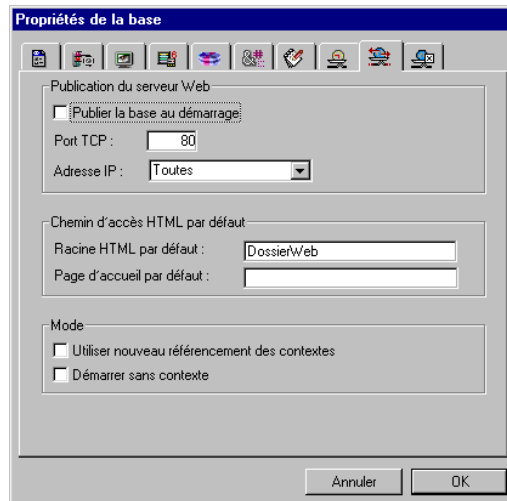 Propriétés de la base
Publication du serveur Web
Publier la base au démarrage
Port TCP : 80
Adresse IP : Toutes
Chemin d'accès HTML par défaut
Racine HTML par défaut : DossierWeb
Page d'accueil par défaut :
Mode
Utiliser nouveau référencement des contextes
Démarrer sans contexte
Annuler OK